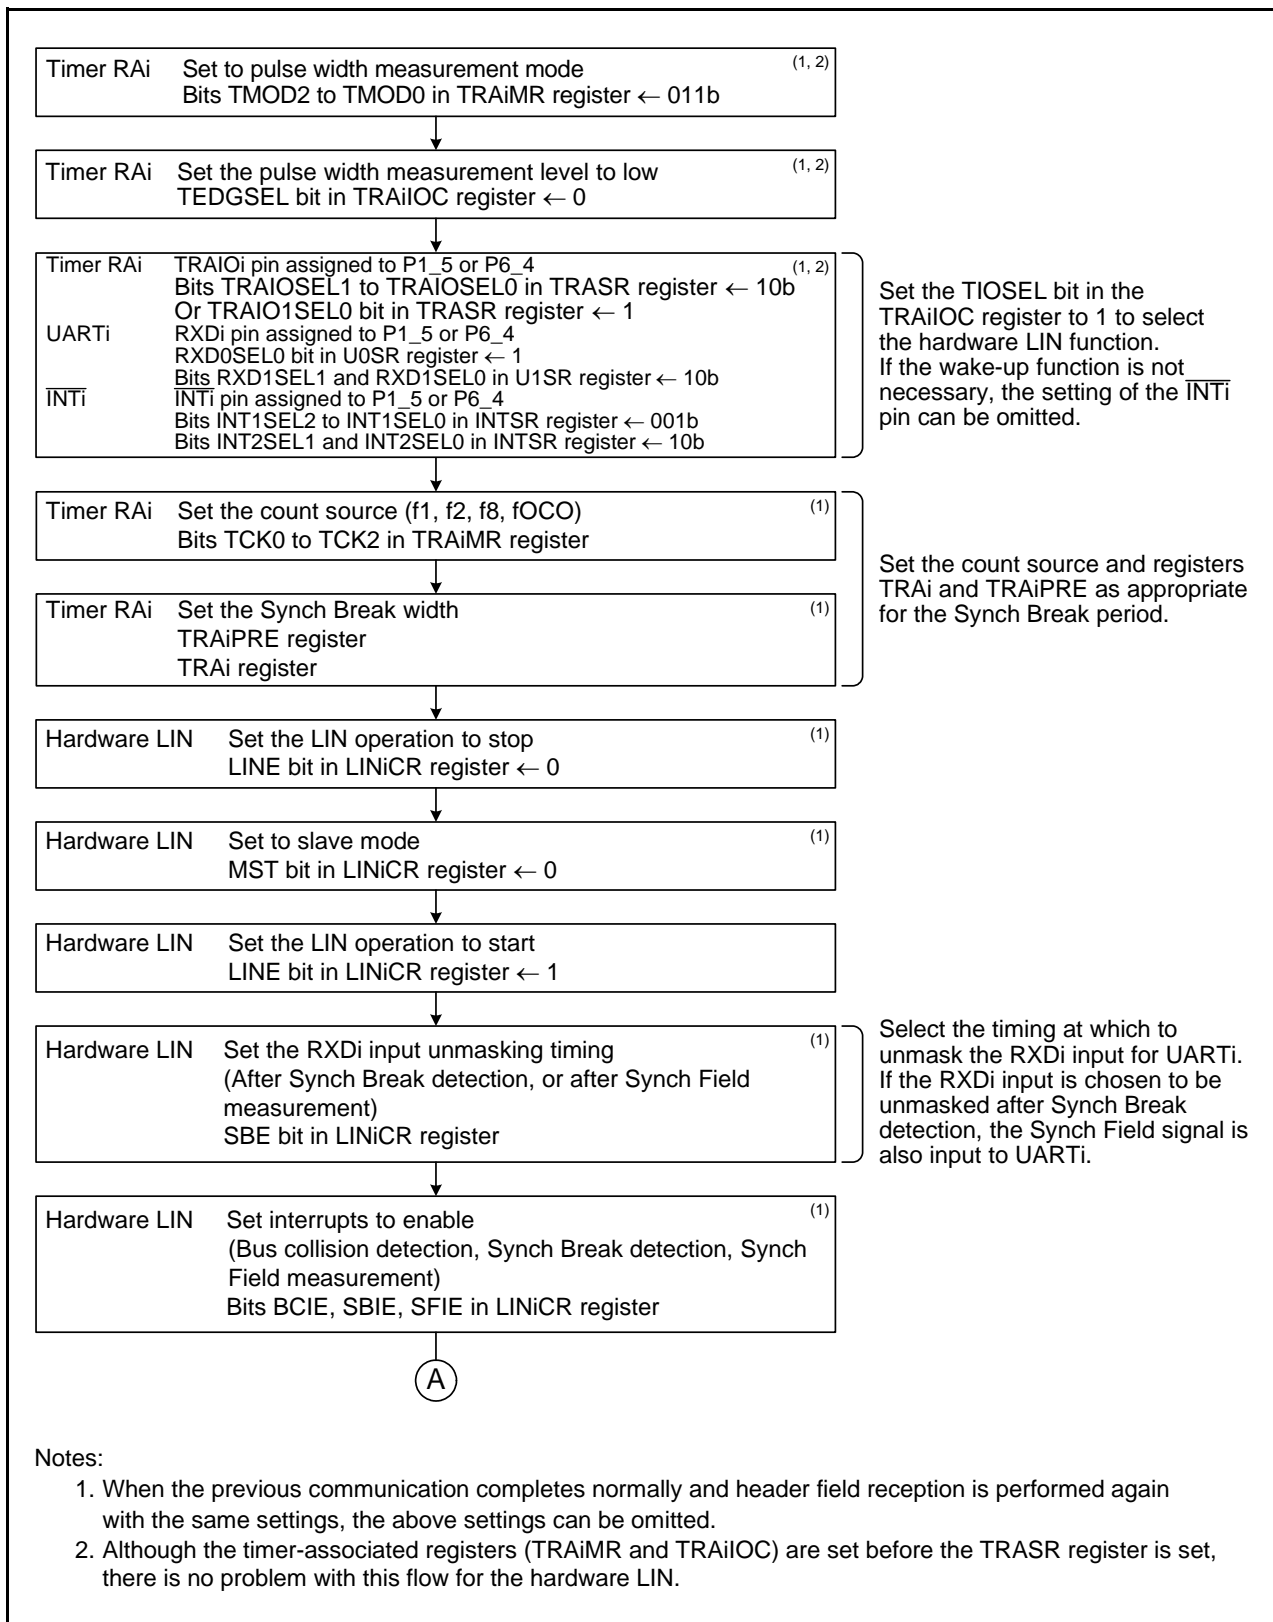 Timer RAi Set to pulse width measurement mode (1, 2)
Bits TMOD2 to TMOD0 in TRAiMR register ← 011b
Timer RAi Set the pulse width measurement level to low (1, 2)
TEDGSEL bit in TRAiIOC register ← 0
Timer RAi TRAIOi pin assigned to P1_5 or P6_4 (1, 2)
Bits TRAIOSEL1 to TRAIOSEL0 in TRASR register ← 10b
Or TRAIO1SEL0 bit in TRASR register ← 1
UARTi RXDi pin assigned to P1_5 or P6_4
RXD0SEL0 bit in U0SR register ← 1
Bits RXD1SEL1 and RXD1SEL0 in U1SR register ← 10b
INTi INTi pin assigned to P1_5 or P6_4
Bits INT1SEL2 to INT1SEL0 in INTSR register ← 001b
Bits INT2SEL1 and INT2SEL0 in INTSR register ← 10b
Set the TIOSEL bit in the
TRAiIOC register to 1 to select
the hardware LIN function.
If the wake-up function is not
necessary, the setting of the INTi
pin can be omitted.
Timer RAi Set the count source (f1, f2, f8, fOCO) (1)
Bits TCK0 to TCK2 in TRAiMR register
Timer RAi Set the Synch Break width (1)
TRAiPRE register
TRAi register
Set the count source and registers
TRAi and TRAiPRE as appropriate
for the Synch Break period.
Hardware LIN Set the LIN operation to stop (1)
LINE bit in LINiCR register ← 0
Hardware LIN Set to slave mode (1)
MST bit in LINiCR register ← 0
Hardware LIN Set the LIN operation to start
LINE bit in LINiCR register ← 1
Hardware LIN Set the RXDi input unmasking timing (1)
(After Synch Break detection, or after Synch Field
measurement)
SBE bit in LINiCR register
Select the timing at which to
unmask the RXDi input for UARTi.
If the RXDi input is chosen to be
unmasked after Synch Break
detection, the Synch Field signal is
also input to UARTi.
Hardware LIN Set interrupts to enable (1)
(Bus collision detection, Synch Break detection, Synch
Field measurement)
Bits BCIE, SBIE, SFIE in LINiCR register
A
Notes:
1. When the previous communication completes normally and header field reception is performed again
with the same settings, the above settings can be omitted.
2. Although the timer-associated registers (TRAiMR and TRAiIOC) are set before the TRASR register is set,
there is no problem with this flow for the hardware LIN.